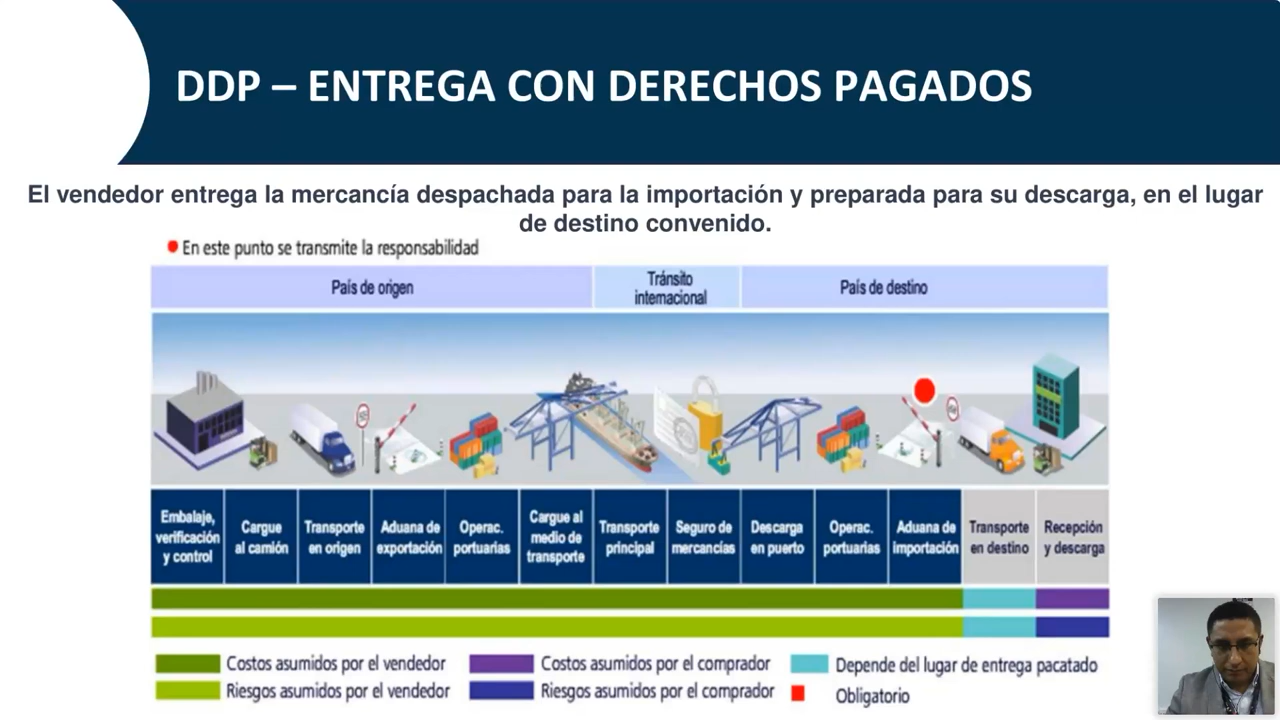 DDP – ENTREGA CON DERECHOS PAGADOS
El vendedor entrega la mercancía despachada para la importación y preparada para su descarga, en el lugar
de destino convenido.
En este punto se transmite la responsabilidad
País de origen
Tránsito
internacional
País de destino
Embalaje,
verificación
y control
Cargue
al camión
Transporte
en origen
Aduana de
exportación
Operac.
portuarias
Cargue al
medio de
transporte
Transporte
principal
Seguro de
mercancías
Descarga
en puerto
Operac.
portuarias
Aduana de
importación
Transporte
en destino
Recepción
y descarga
Costos asumidos por el vendedor
Costos asumidos por el comprador
Depende del lugar de entrega pacatado
Riesgos asumidos por el vendedor
Riesgos asumidos por el comprador
Obligatorio